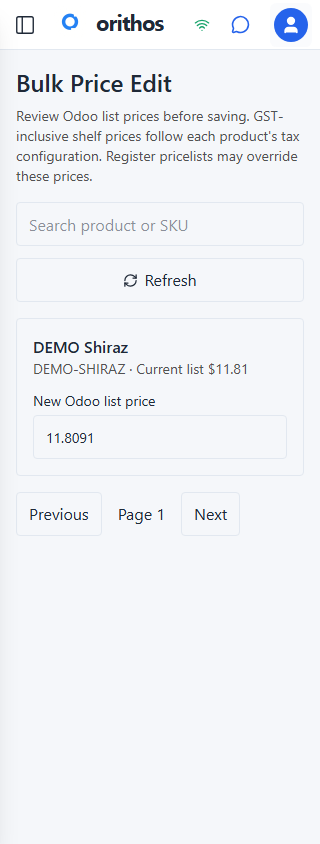 orithos
Bulk Price Edit
Review Odoo list prices before saving. GST-
inclusive shelf prices follow each product's tax
configuration. Register pricelists may override
these prices.
Search product or SKU
Refresh
DEMO Shiraz
DEMO-SHIRAZ · Current list $11.81
New Odoo list price
11.8091
Previous Page 1 Next